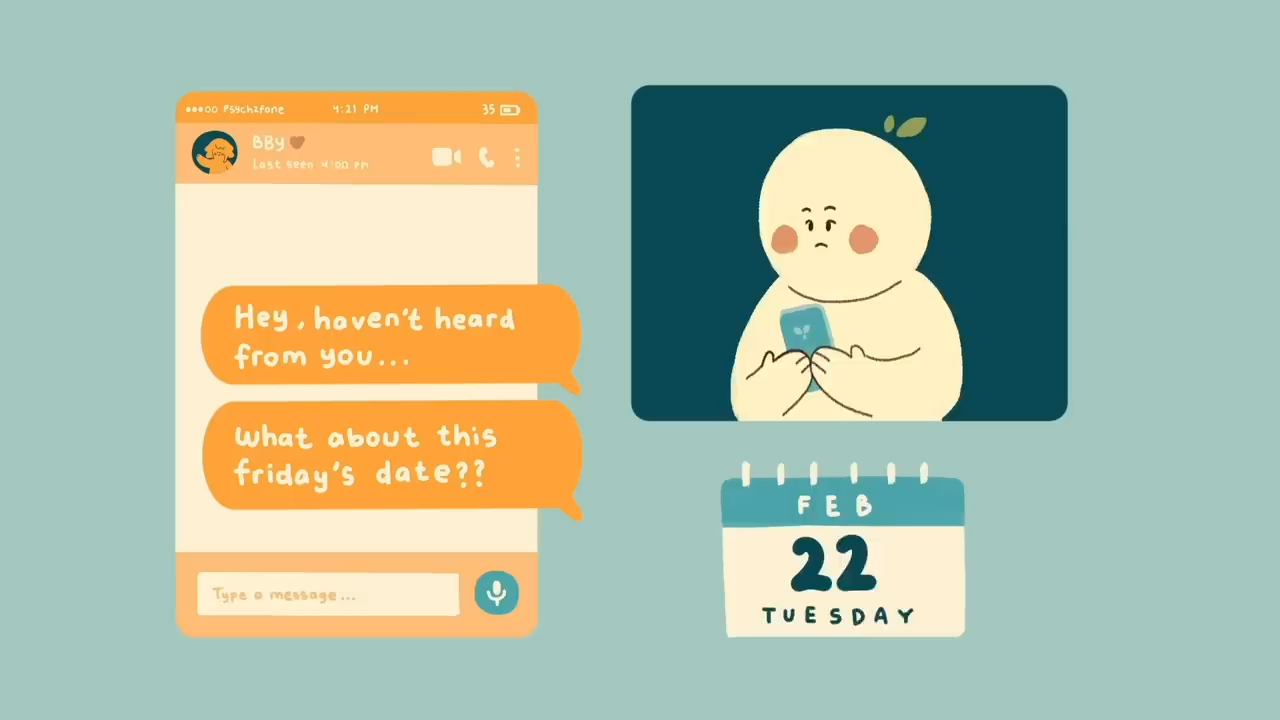 Psych2fone 4:21 PM 35
BBy
Last seen 4:00 PM
Hey, haven't heard
from you...
What about this
friday's date??
Type a message...
FEB
22
TUESDAY